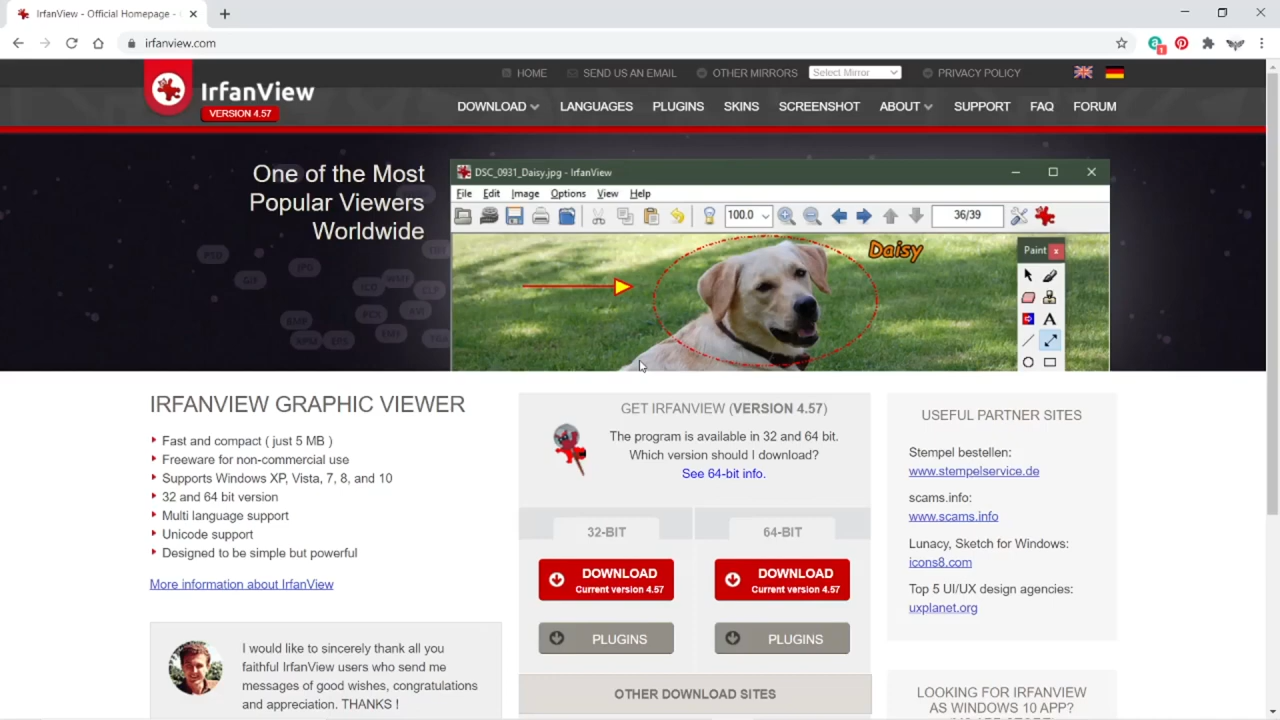 IrfanView - Official Homepage -
irfanview.com
1
HOME
SEND US AN EMAIL
OTHER MIRRORS
Select Mirror
PRIVACY POLICY
IrfanView
VERSION 4.57
DOWNLOAD
LANGUAGES
PLUGINS
SKINS
SCREENSHOT
ABOUT
SUPPORT
FAQ
FORUM
One of the Most
Popular Viewers
Worldwide
DSC_0931_Daisy.jpg - IrfanView
File Edit Image Options View Help
100.0
36/39
Daisy
Paint
A
IRFANVIEW GRAPHIC VIEWER
Fast and compact ( just 5 MB )
Freeware for non-commercial use
Supports Windows XP, Vista, 7, 8, and 10
32 and 64 bit version
Multi language support
Unicode support
Designed to be simple but powerful
More information about IrfanView
I would like to sincerely thank all you
faithful IrfanView users who send me
messages of good wishes, congratulations
and appreciation. THANKS !
GET IRFANVIEW (VERSION 4.57)
The program is available in 32 and 64 bit.
Which version should I download?
See 64-bit info.
32-BIT
DOWNLOAD
Current version 4.57
PLUGINS
64-BIT
DOWNLOAD
Current version 4.57
PLUGINS
OTHER DOWNLOAD SITES
USEFUL PARTNER SITES
Stempel bestellen:
www.stempelservice.de
scams.info:
www.scams.info
Lunacy, Sketch for Windows:
icons8.com
Top 5 UI/UX design agencies:
uxplanet.org
LOOKING FOR IRFANVIEW
AS WINDOWS 10 APP?